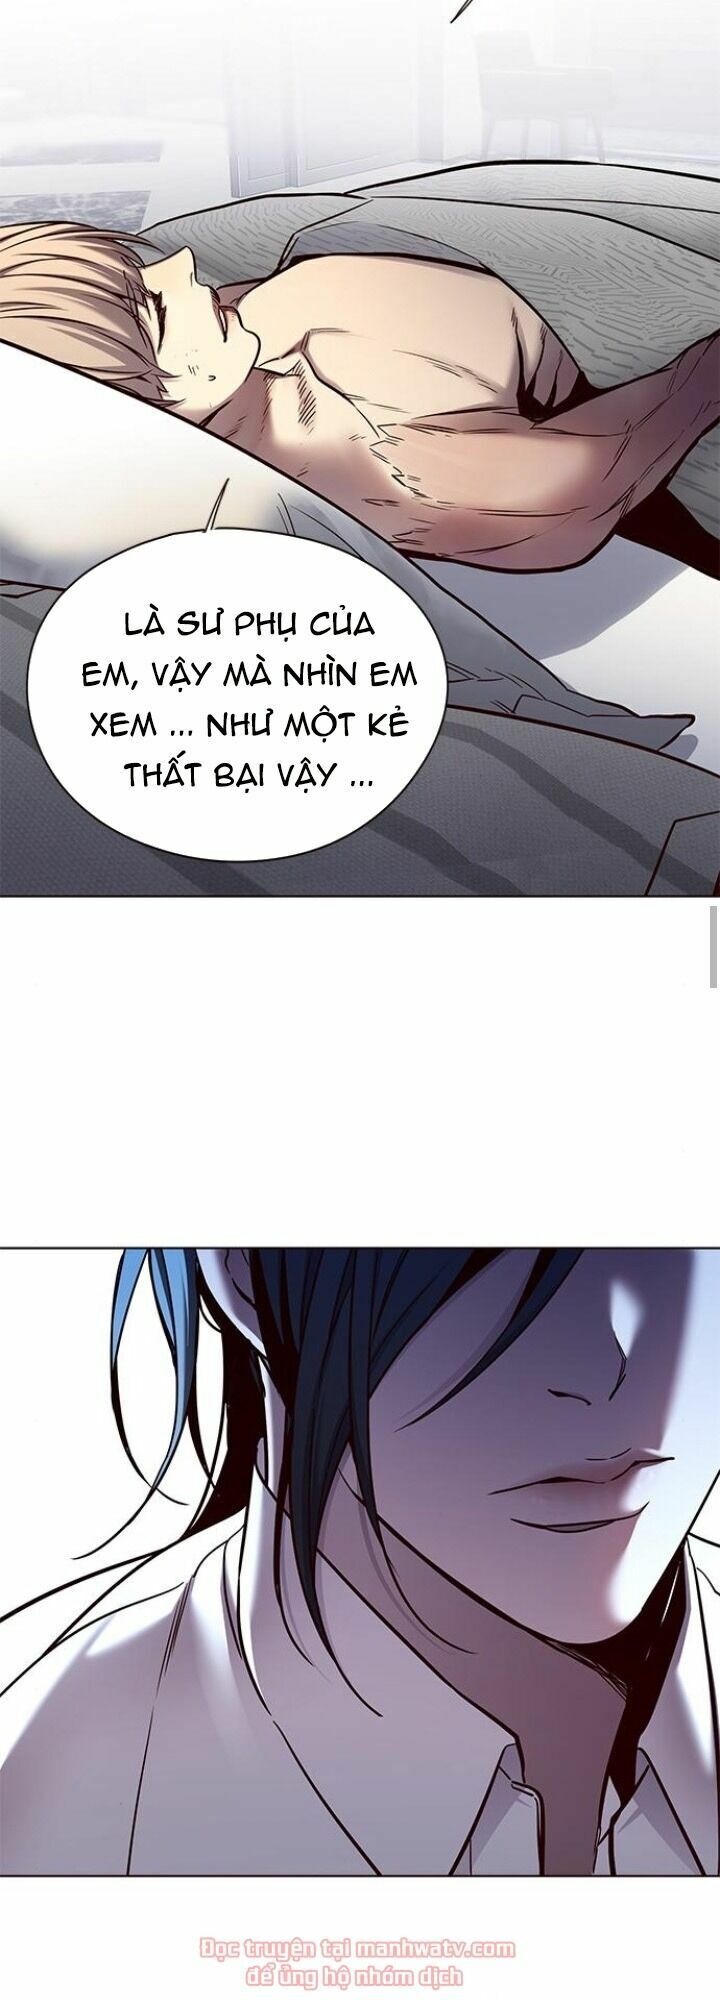 LÀ SƯ PHỤ CỦA
EM, VẬY MÀ NHÌN EM
XEM ... NHƯ MỘT KẺ
THẤT BẠI VẬY ...
Đọc truyện tại manhwatv.com
để ủng hộ nhóm dịch